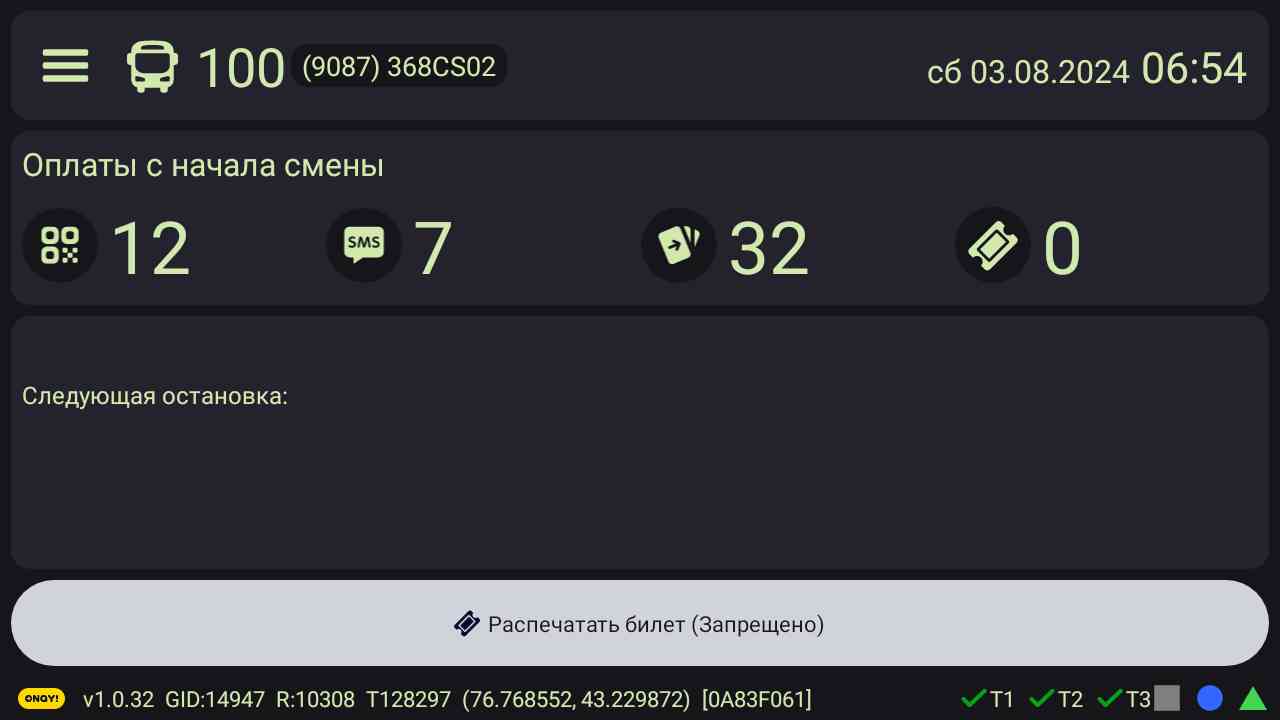 100 (9087) 368CS02 сб 03.08.2024 06:54
Оплаты с начала смены
12 SMS 7 32 0
Следующая остановка:
Распечатать билет (Запрещено)
ONAY! v1.0.32 GID:14947 R:10308 T128297 (76.768552, 43.229872) [0A83F061] T1 T2 T3